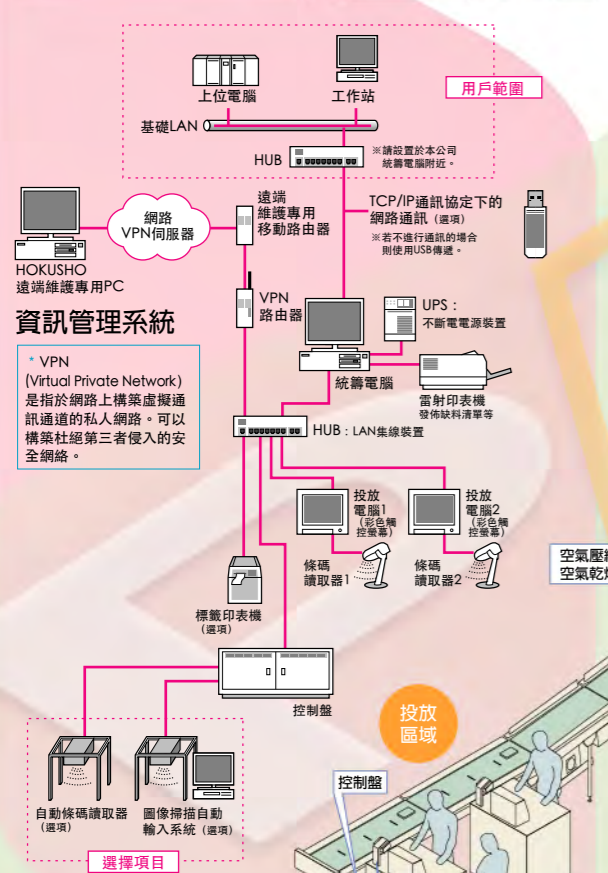 上位電腦
工作站
用戶範圍
基礎LAN
HUB
※請設置於本公司
統籌電腦附近。
網路
VPN伺服器
遠端
維護專用
移動路由器
TCP/IP通訊協定下的
網路通訊（選項）
※若不進行通訊的場合
則使用USB傳遞。
HOKUSHO
遠端維護專用PC
VPN
路由器
UPS：
不斷電電源裝置
資訊管理系統
統籌電腦
雷射印表機
發佈缺料清單等
* VPN
(Virtual Private Network)
是指於網路上構築虛擬通
訊通道的私人網路。可以
構築杜絕第三者侵入的安
全網絡。
HUB：LAN集線裝置
投放
電腦1
（彩色觸
控螢幕）
投放
電腦2
（彩色觸
控螢幕）
條碼
讀取器1
條碼
讀取器2
空氣壓
空氣乾
標籤印表機
（選項）
控制盤
投放
區域
控制盤
自動條碼讀取器
（選項）
圖像掃描自動
輸入系統（選項）
選擇項目